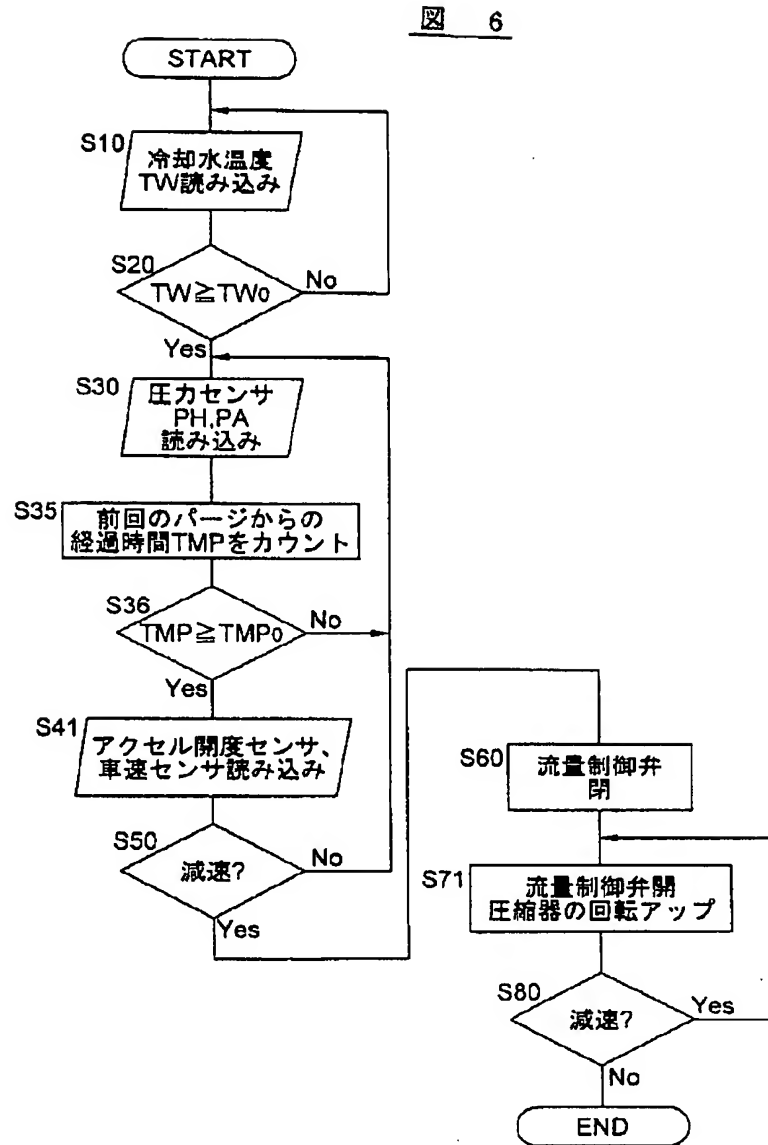 図 6
START
S10
冷却水温度
TW読み込み
S20
TW≧TW0
No
Yes
S30
圧力センサ
PH,PA
読み込み
S35
前回のパージからの
経過時間TMPをカウント
S36
TMP≧TMP0
No
Yes
S41
アクセル開度センサ、
車速センサ読み込み
S50
減速?
No
Yes
S60
流量制御弁
閉
S71
流量制御弁開
圧縮器の回転アップ
S80
減速?
Yes
No
END